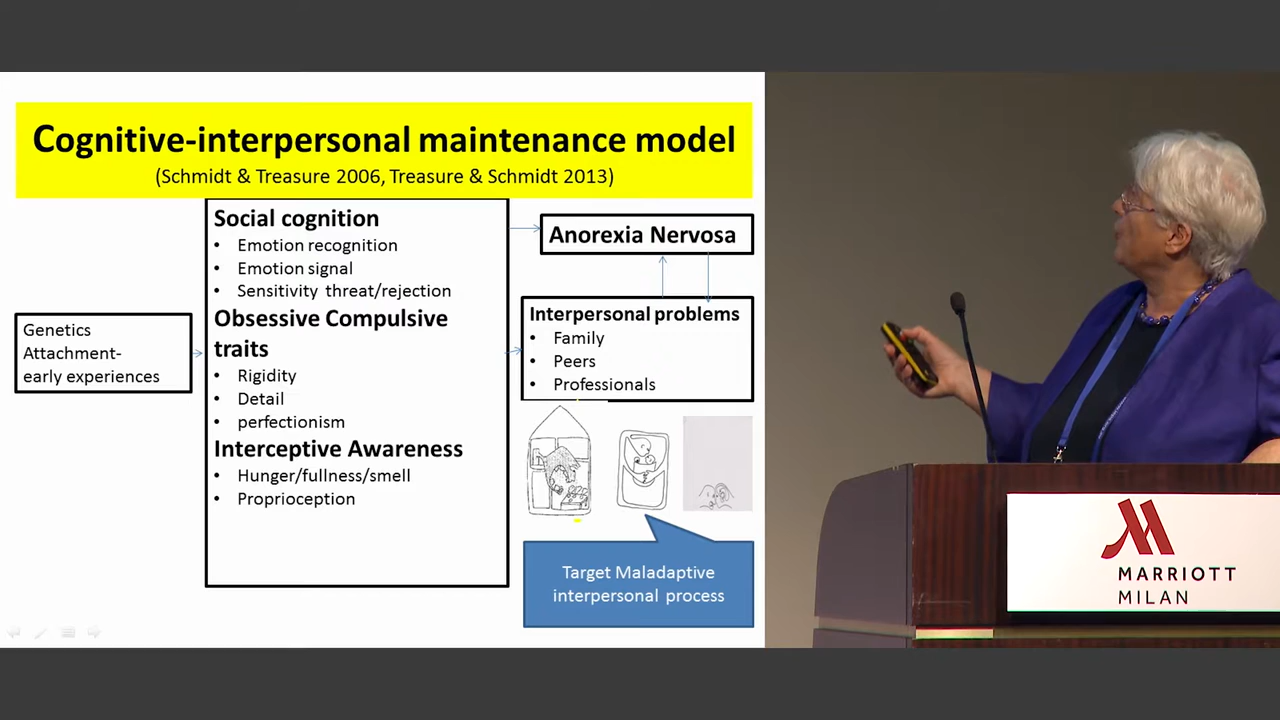 Cognitive-interpersonal maintenance model
(Schmidt & Treasure 2006, Treasure & Schmidt 2013)
Genetics
Attachment-
early experiences
Social cognition
• Emotion recognition
• Emotion signal
• Sensitivity threat/rejection
Obsessive Compulsive
traits
• Rigidity
• Detail
• perfectionism
Interceptive Awareness
• Hunger/fullness/smell
• Proprioception
Anorexia Nervosa
Interpersonal problems
• Family
• Peers
• Professionals
Target Maladaptive
interpersonal process
MARRIOTT
MILAN